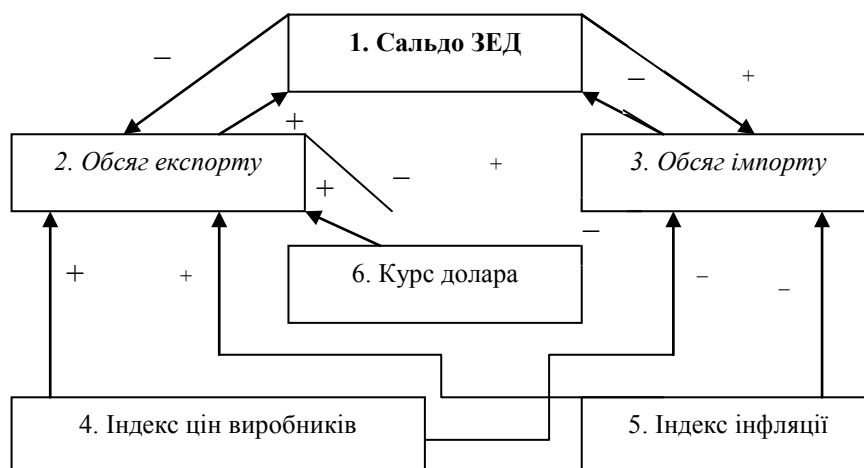 1. Сальдо ЗЕД
− − +
+
2. Обсяг експорту
3. Обсяг імпорту
+ − +
−
+ + − −
−
6. Курс долара
4. Індекс цін виробників
5. Індекс інфляції